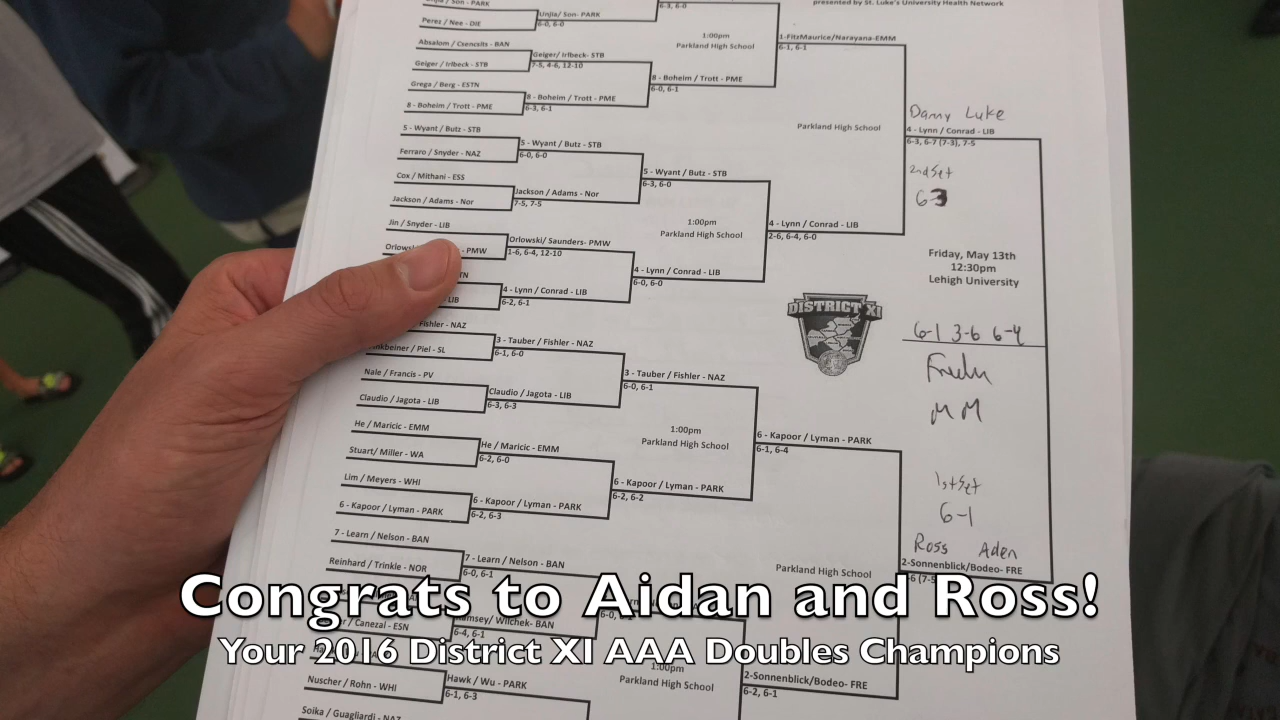 presented by St. Luke's University Health Network
Unjia/ Son- PARK
6-0, 6-0
6-3, 6-0
Perez / Nee - DIE
1:00pm
Parkland High School
1-FitzMaurice/Narayana-EMM
6-1, 6-1
Absalom / Csencsits - BAN
Geiger / Irlbeck - STB
Geiger/ Irlbeck- STB
7-5, 4-6, 12-10
Grega / Berg - ESTN
8 - Boheim / Trott - PME
8 - Boheim / Trott - PME
6-3, 6-1
8 - Boheim / Trott - PME
6-0, 6-1
Parkland High School
Danny Luke
4 - Lynn / Conrad - LIB
6-3, 6-7 (7-3), 7-5
2nd Set
5 - Wyant / Butz - STB
Ferraro / Snyder - NAZ
5 - Wyant / Butz - STB
6-0, 6-0
Cox / Mithani - ESS
Jackson / Adams - Nor
Jackson / Adams - Nor
7-5, 7-5
5 - Wyant / Butz - STB
6-3, 6-0
1:00pm
Parkland High School
4 - Lynn / Conrad - LIB
2-6, 6-4, 6-0
Jin / Snyder - LIB
- PMW
Orlowski/ Saunders- PMW
1-6, 6-4, 12-10
LIB
4 - Lynn / Conrad - LIB
6-2, 6-1
4 - Lynn / Conrad - LIB
6-0, 6-0
Friday, May 13th
12:30pm
Lehigh University
DISTRICT XI
6-1 3-6 6-4
Fishler - NAZ
/ Piel - SL
3 - Tauber / Fishler - NAZ
6-1, 6-0
Nale / Francis - PV
Claudio / Jagota - LIB
Claudio / Jagota - LIB
6-3, 6-3
3 - Tauber / Fishler - NAZ
6-0, 6-1
1:00pm
Parkland High School
6 - Kapoor / Lyman - PARK
6-1, 6-4
He / Maricic - EMM
Stuart/ Miller - WA
He / Maricic - EMM
6-2, 6-0
Lim / Meyers - WHI
6 - Kapoor / Lyman - PARK
6 - Kapoor / Lyman - PARK
6-2, 6-3
6 - Kapoor / Lyman - PARK
6-2, 6-2
1st Set
6-1
Ross Aden
2-Sonnenblick/Bodeo- FRE
Parkland High School
7 - Learn / Nelson - BAN
Reinhard / Trinkle - NOR
7 - Learn / Nelson - BAN
6-0, 6-1
/ Canezal - ESN
Ramsey/ Wilchek- BAN
6-4, 6-1
Congrats to Aidan and Ross!
Your 2016 District XI AAA Doubles Champions
1:00pm
Parkland High School
2-Sonnenblick/Bodeo- FRE
6-2, 6-1
Nuscher / Rohn - WHI
Hawk / Wu - PARK
6-1, 6-3
Soika / Guagliardi - NAZ